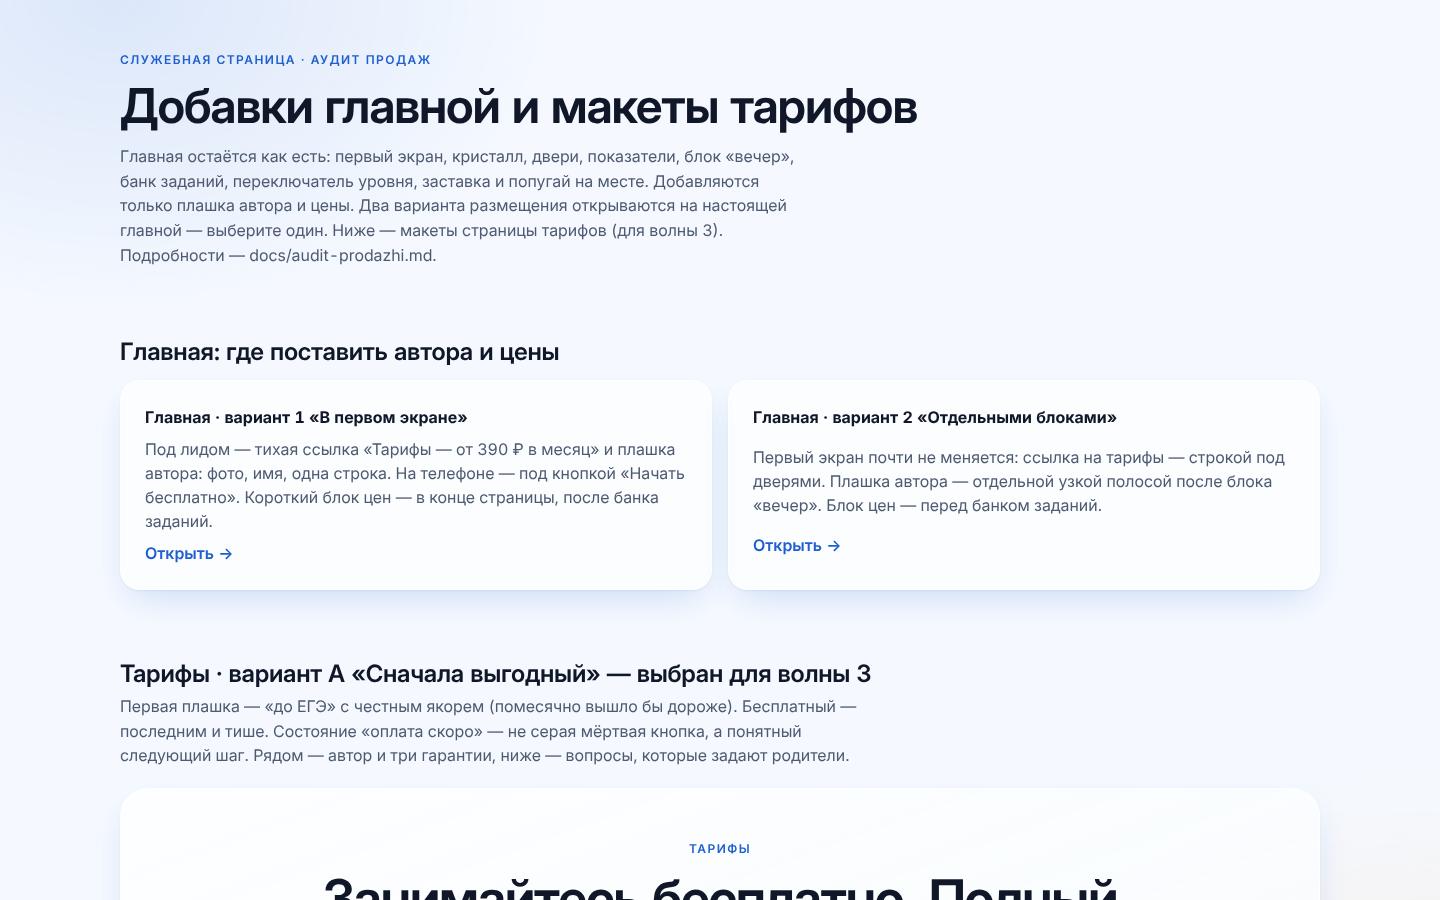 СЛУЖЕБНАЯ СТРАНИЦА · АУДИТ ПРОДАЖ
Добавки главной и макеты тарифов
Главная остаётся как есть: первый экран, кристалл, двери, показатели, блок «вечер»,
банк заданий, переключатель уровня, заставка и попугай на месте. Добавляются
только плашка автора и цены. Два варианта размещения открываются на настоящей
главной — выберите один. Ниже — макеты страницы тарифов (для волны 3).
Подробности — docs/audit-prodazhi.md.
Главная: где поставить автора и цены
Главная · вариант 1 «В первом экране»
Под лидом — тихая ссылка «Тарифы — от 390 ₽ в месяц» и плашка
автора: фото, имя, одна строка. На телефоне — под кнопкой «Начать
бесплатно». Короткий блок цен — в конце страницы, после банка
заданий.
Открыть →
Главная · вариант 2 «Отдельными блоками»
Первый экран почти не меняется: ссылка на тарифы — строкой под
дверями. Плашка автора — отдельной узкой полосой после блока
«вечер». Блок цен — перед банком заданий.
Открыть →
Тарифы · вариант А «Сначала выгодный» — выбран для волны 3
Первая плашка — «до ЕГЭ» с честным якорем (помесячно вышло бы дороже). Бесплатный —
последним и тише. Состояние «оплата скоро» — не серая мёртвая кнопка, а понятный
следующий шаг. Рядом — автор и три гарантии, ниже — вопросы, которые задают родители.
ТАРИФЫ
Занимайтесь бесплатно. Полный